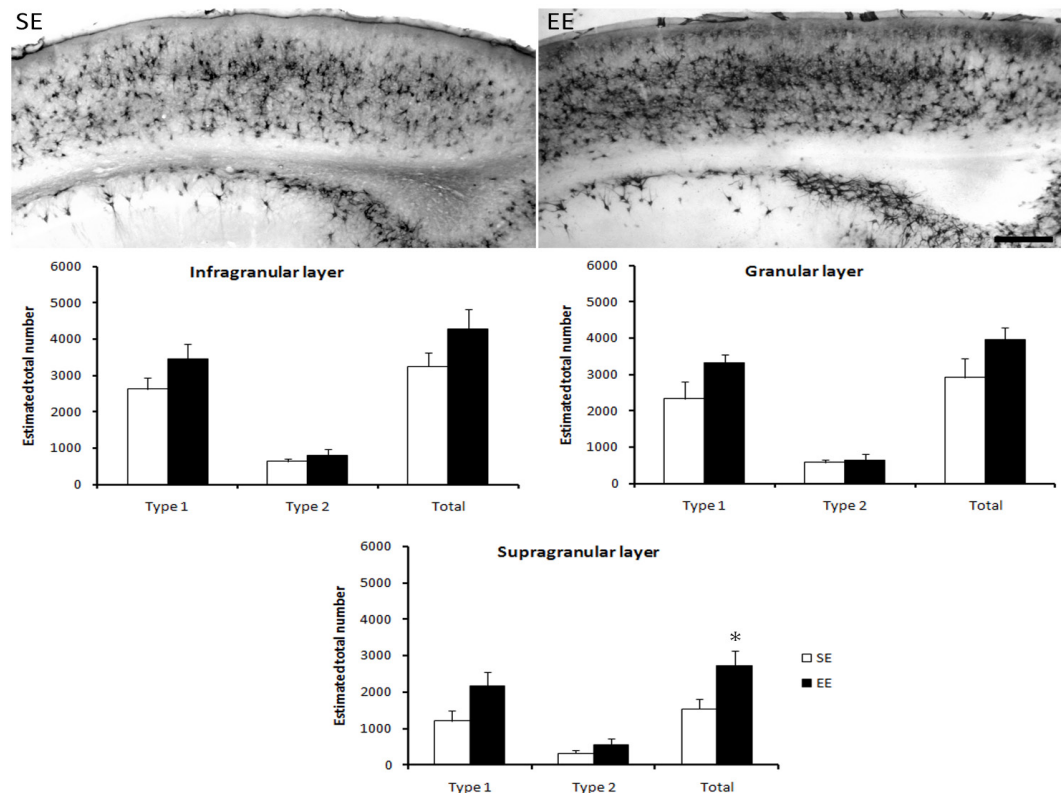 SE
EE
Infragranular layer
Estimated total number
6000
5000
4000
3000
2000
1000
0
Type 1
Type 2
Total
Granular layer
Estimated total number
6000
5000
4000
3000
2000
1000
0
Type 1
Type 2
Total
Supragranular layer
Estimated total number
6000
5000
4000
3000
2000
1000
0
*
Type 1
Type 2
Total
SE
EE